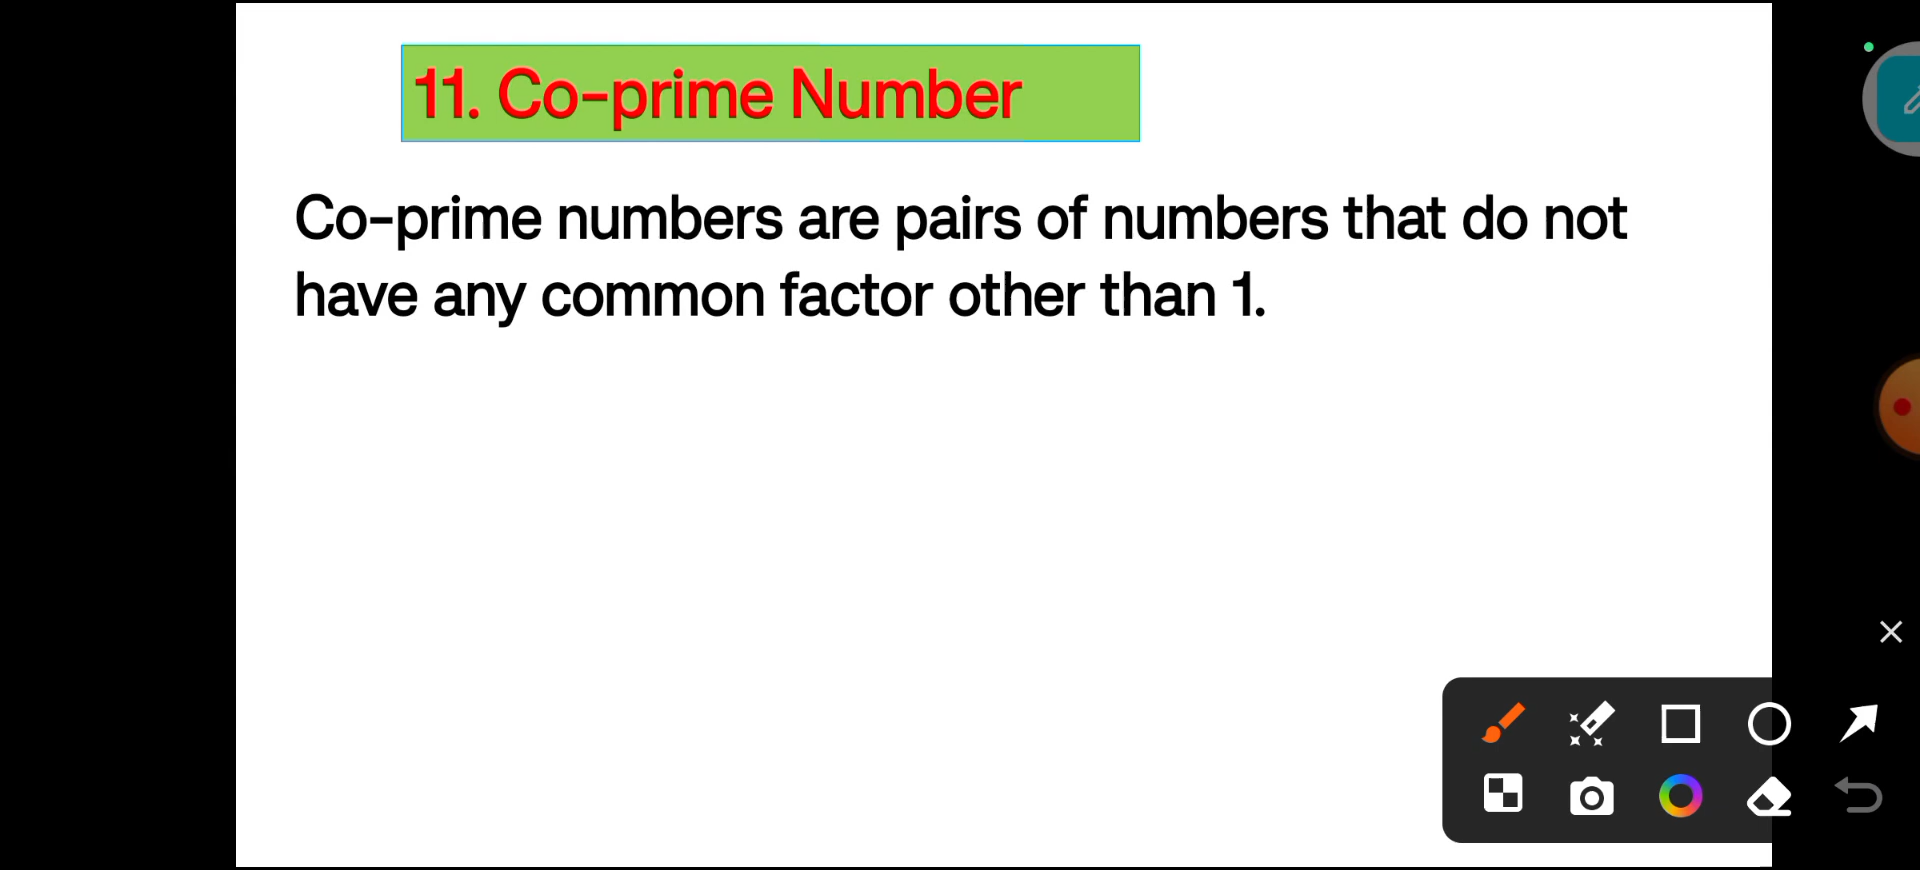 11. Co-prime Number
Co-prime numbers are pairs of numbers that do not
have any common factor other than 1.